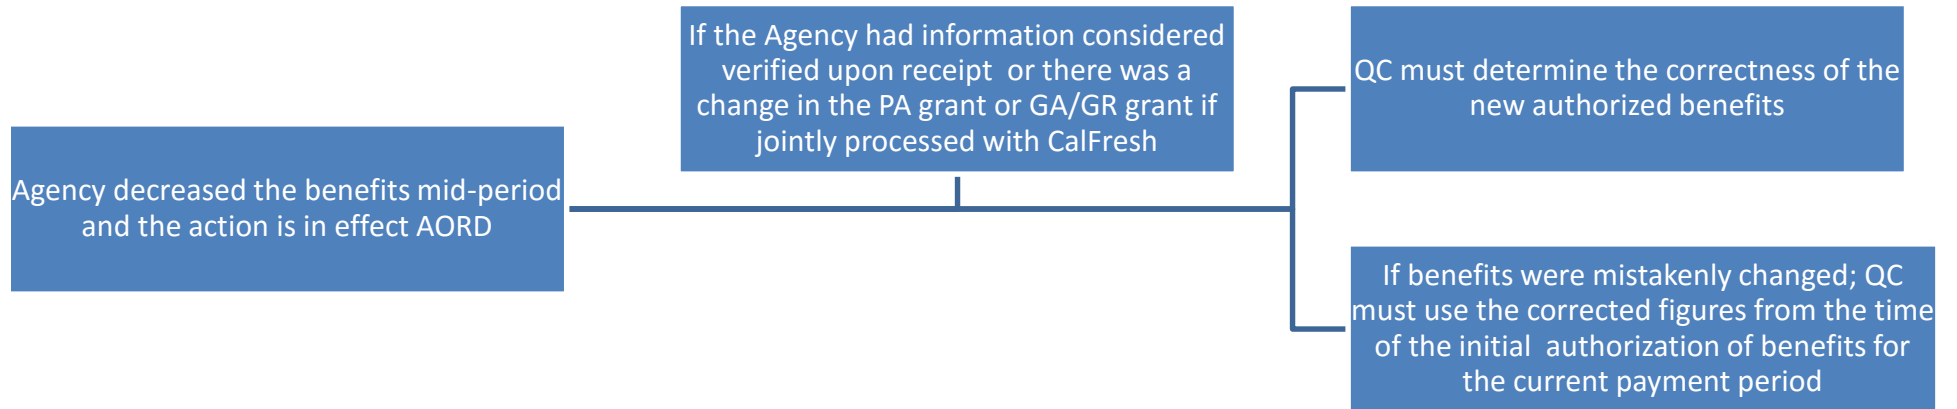 Agency decreased the benefits mid-period
and the action is in effect AORD
If the Agency had information considered
verified upon receipt  or there was a
change in the PA grant or GA/GR grant if
jointly processed with CalFresh
QC must determine the correctness of the
new authorized benefits
If benefits were mistakenly changed; QC
must use the corrected figures from the time
of the initial  authorization of benefits for
the current payment period